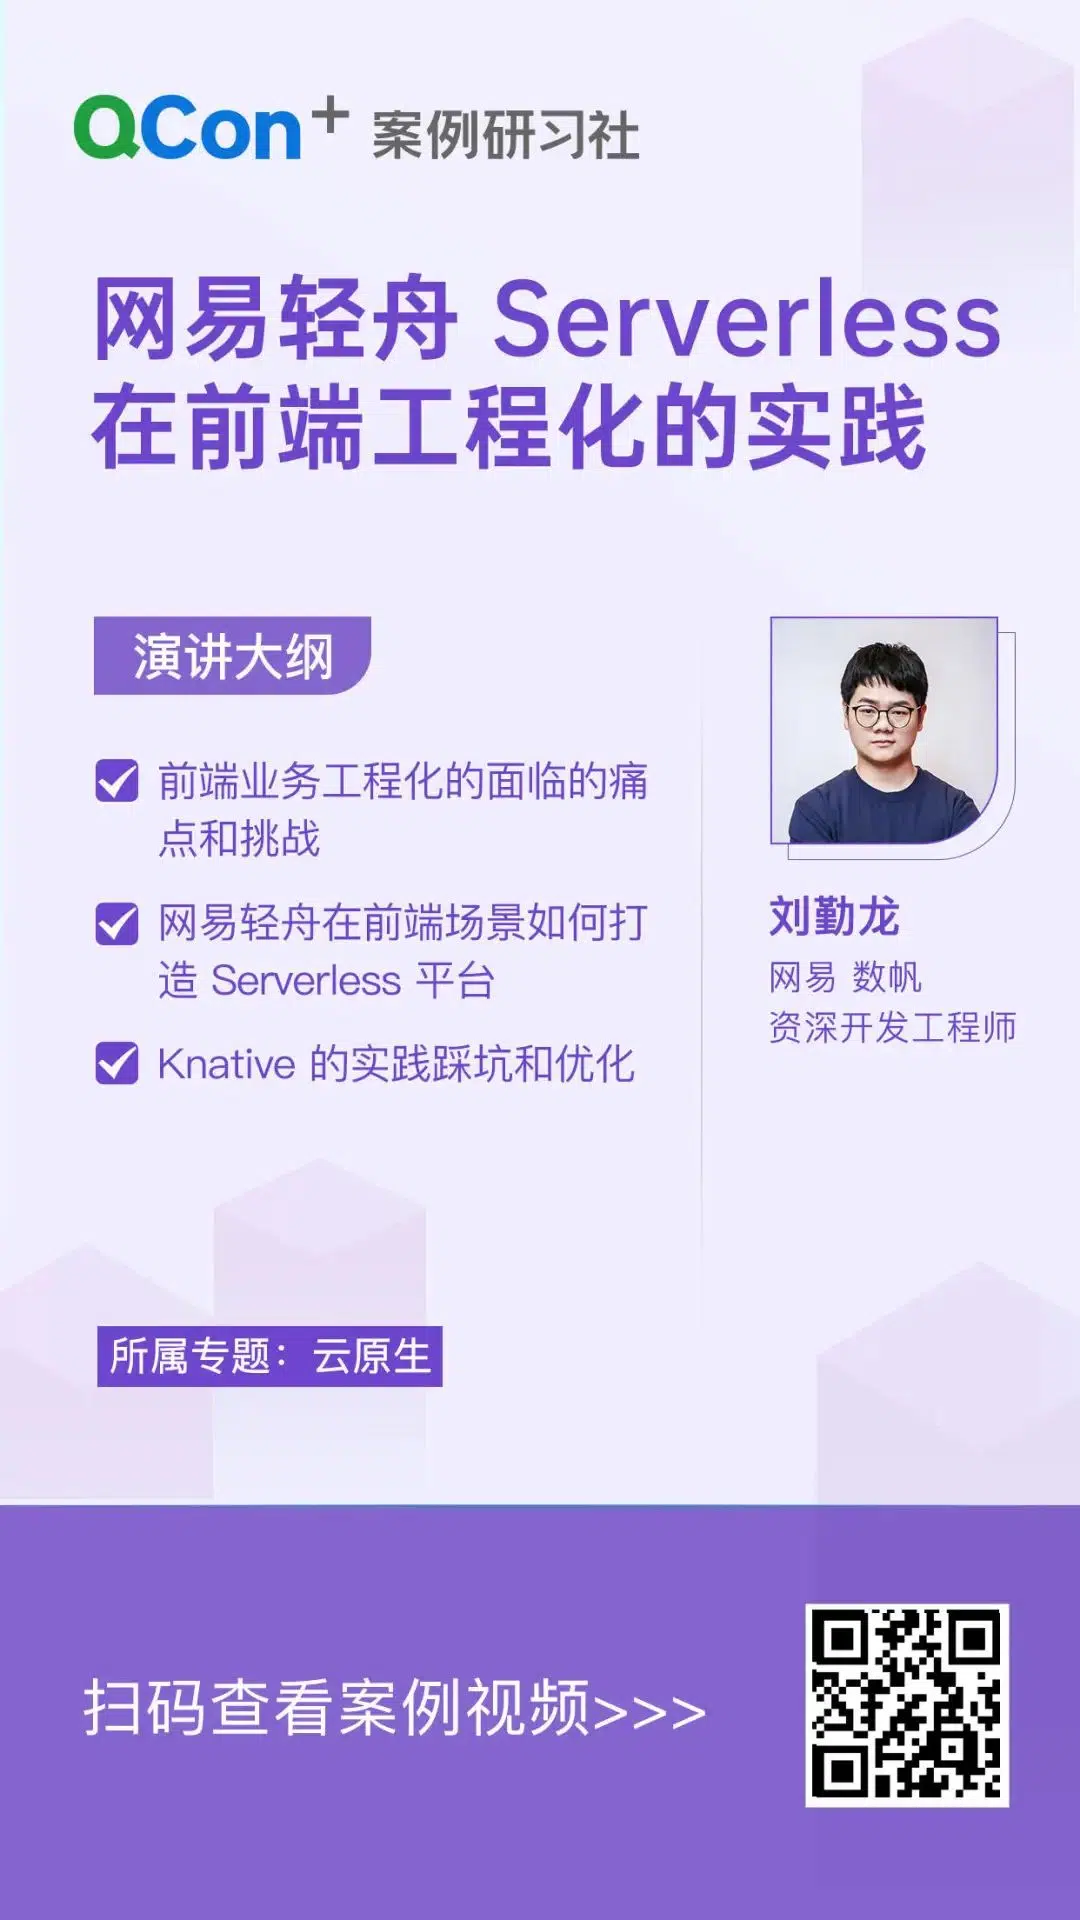 QCon+ 案例研习社
网易轻舟 Serverless
在前端工程化的实践
演讲大纲
前端业务工程化的面临的痛
点和挑战
网易轻舟在前端场景如何打
造 Serverless 平台
Knative 的实践踩坑和优化
刘勤龙
网易 数帆
资深开发工程师
所属专题：云原生
扫码查看案例视频>>>